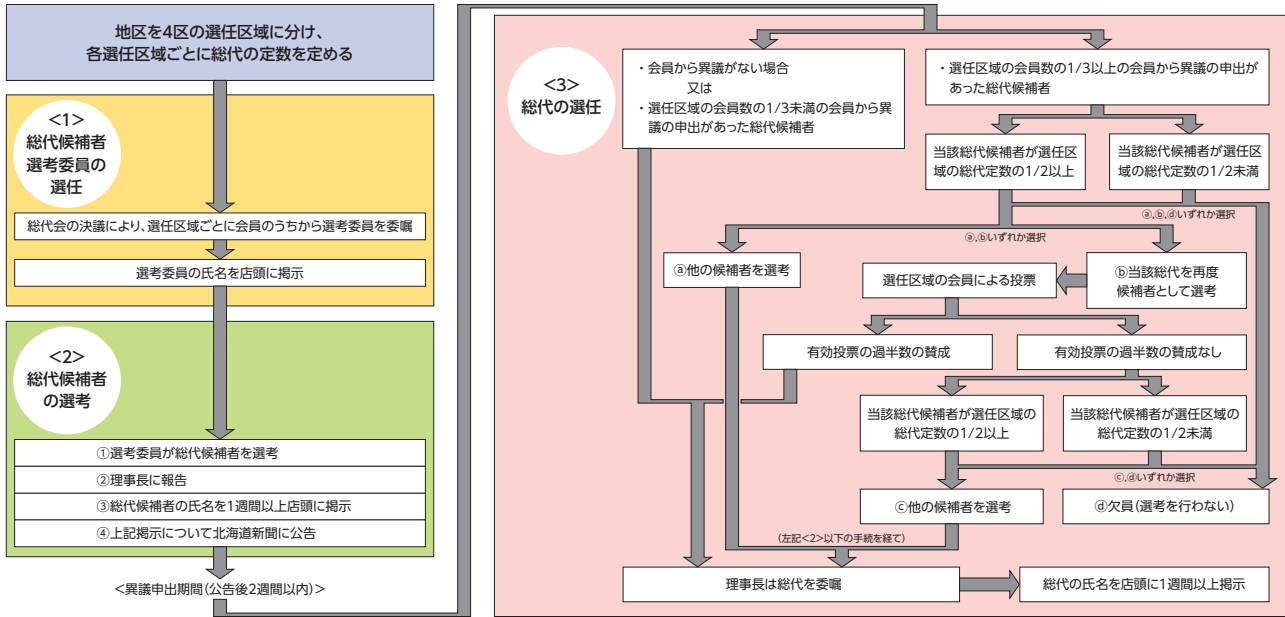 地区を4区の選任区域に分け、
各選任区域ごとに総代の定数を定める
<1>
総代候補者
選考委員の
選任
総代会の決議により、選任区域ごとに会員のうちから選考委員を委嘱
選考委員の氏名を店頭に掲示
<2>
総代候補者
の選考
①選考委員が総代候補者を選考
②理事長に報告
③総代候補者の氏名を1週間以上店頭に掲示
④上記掲示について北海道新聞に公告
<異議申出期間(公告後2週間以内)>
<3>
総代の選任
・会員から異議がない場合
又は
・選任区域の会員数の1/3未満の会員から異
議の申出があった総代候補者
・選任区域の会員数の1/3以上の会員から異議の申出が
あった総代候補者
当該総代候補者が選任区
域の総代定数の1/2以上
当該総代候補者が選任区
域の総代定数の1/2未満
ⓐ,ⓑ,ⓓいずれか選択
ⓐ,ⓑいずれか選択
ⓐ他の候補者を選考
選任区域の会員による投票
ⓑ当該総代を再度
候補者として選考
有効投票の過半数の賛成
有効投票の過半数の賛成なし
当該総代候補者が選任区域の
総代定数の1/2以上
当該総代候補者が選任区域の
総代定数の1/2未満
ⓒ,ⓓいずれか選択
ⓒ他の候補者を選考
ⓓ欠員(選考を行わない)
(左記<2>以下の手続を経て)
理事長は総代を委嘱
総代の氏名を店頭に1週間以上掲示